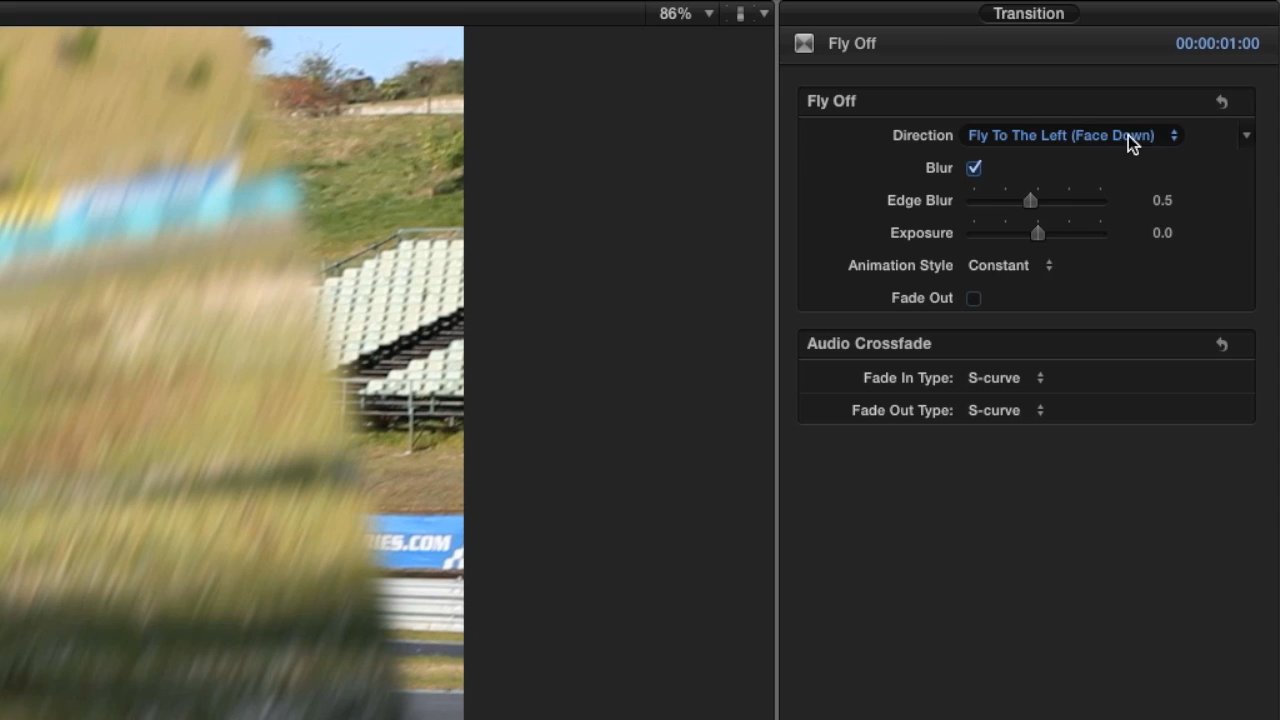 86%
Transition
Fly Off
00:00:01:00
Fly Off
Direction Fly To The Left (Face Down)
Blur
Edge Blur 0.5
Exposure 0.0
Animation Style Constant
Fade Out
Audio Crossfade
Fade In Type: S-curve
Fade Out Type: S-curve
IES.COM